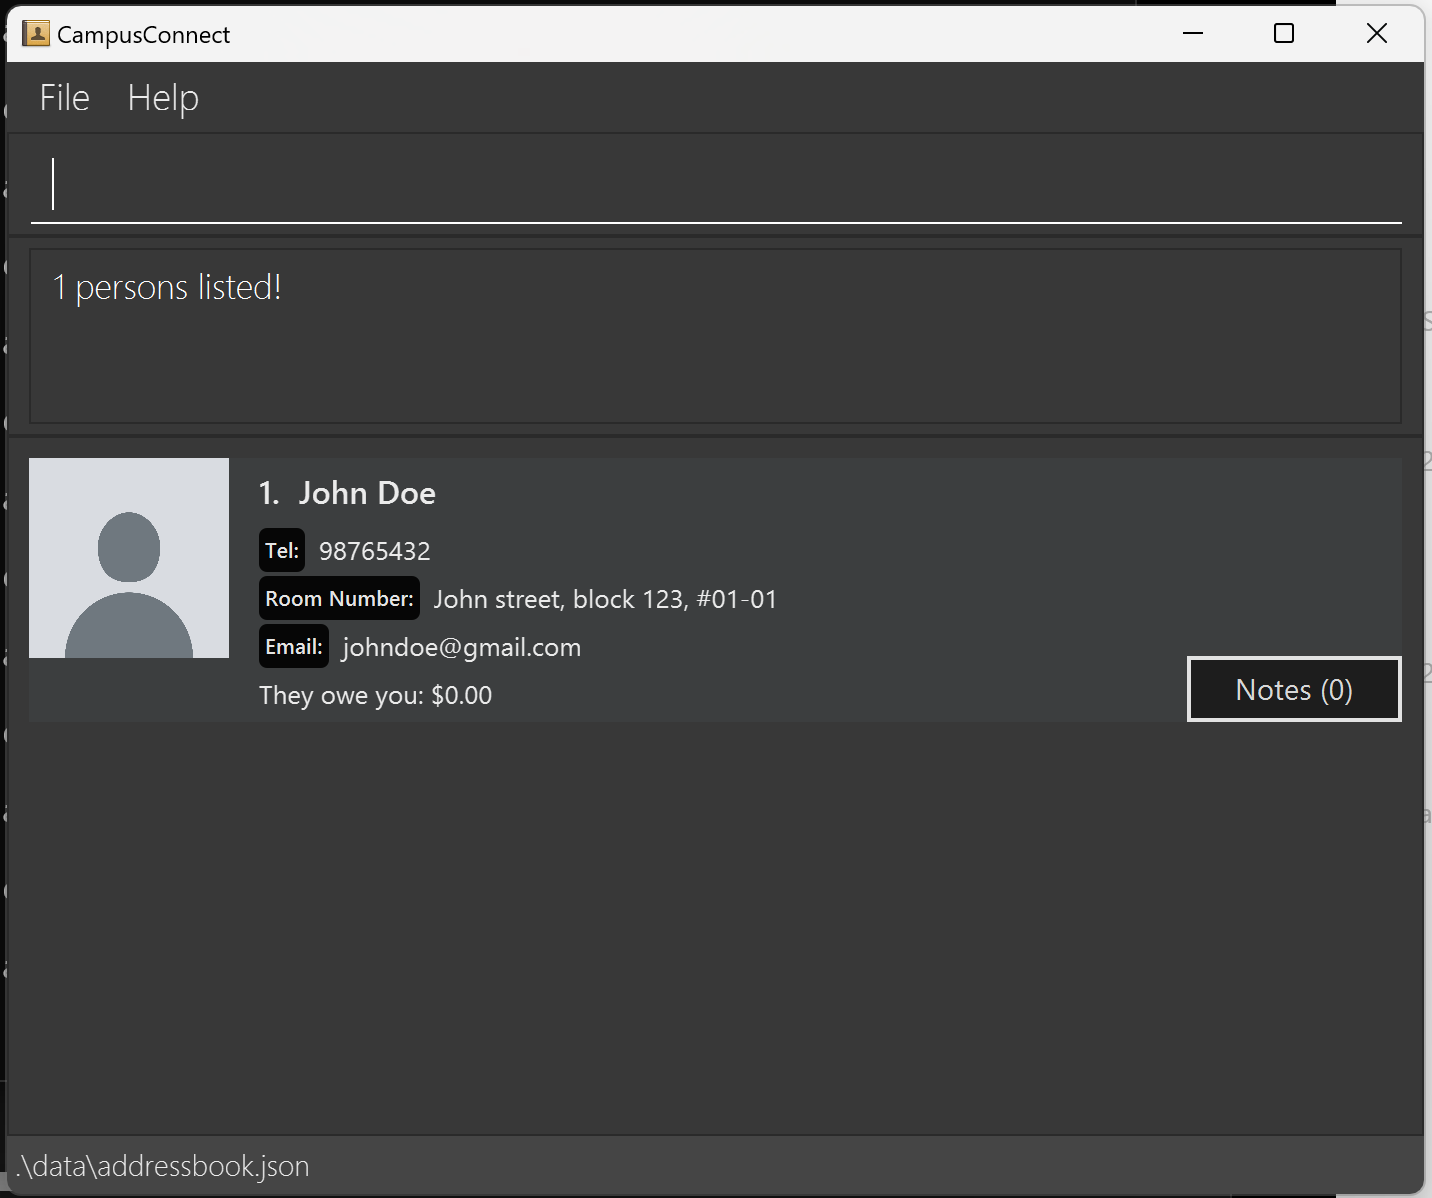 CampusConnect
File Help
1 persons listed!
1. John Doe
Tel: 98765432
Room Number: John street, block 123, #01-01
Email: johndoe@gmail.com
They owe you: $0.00
Notes (0)
.\data\addressbook.json